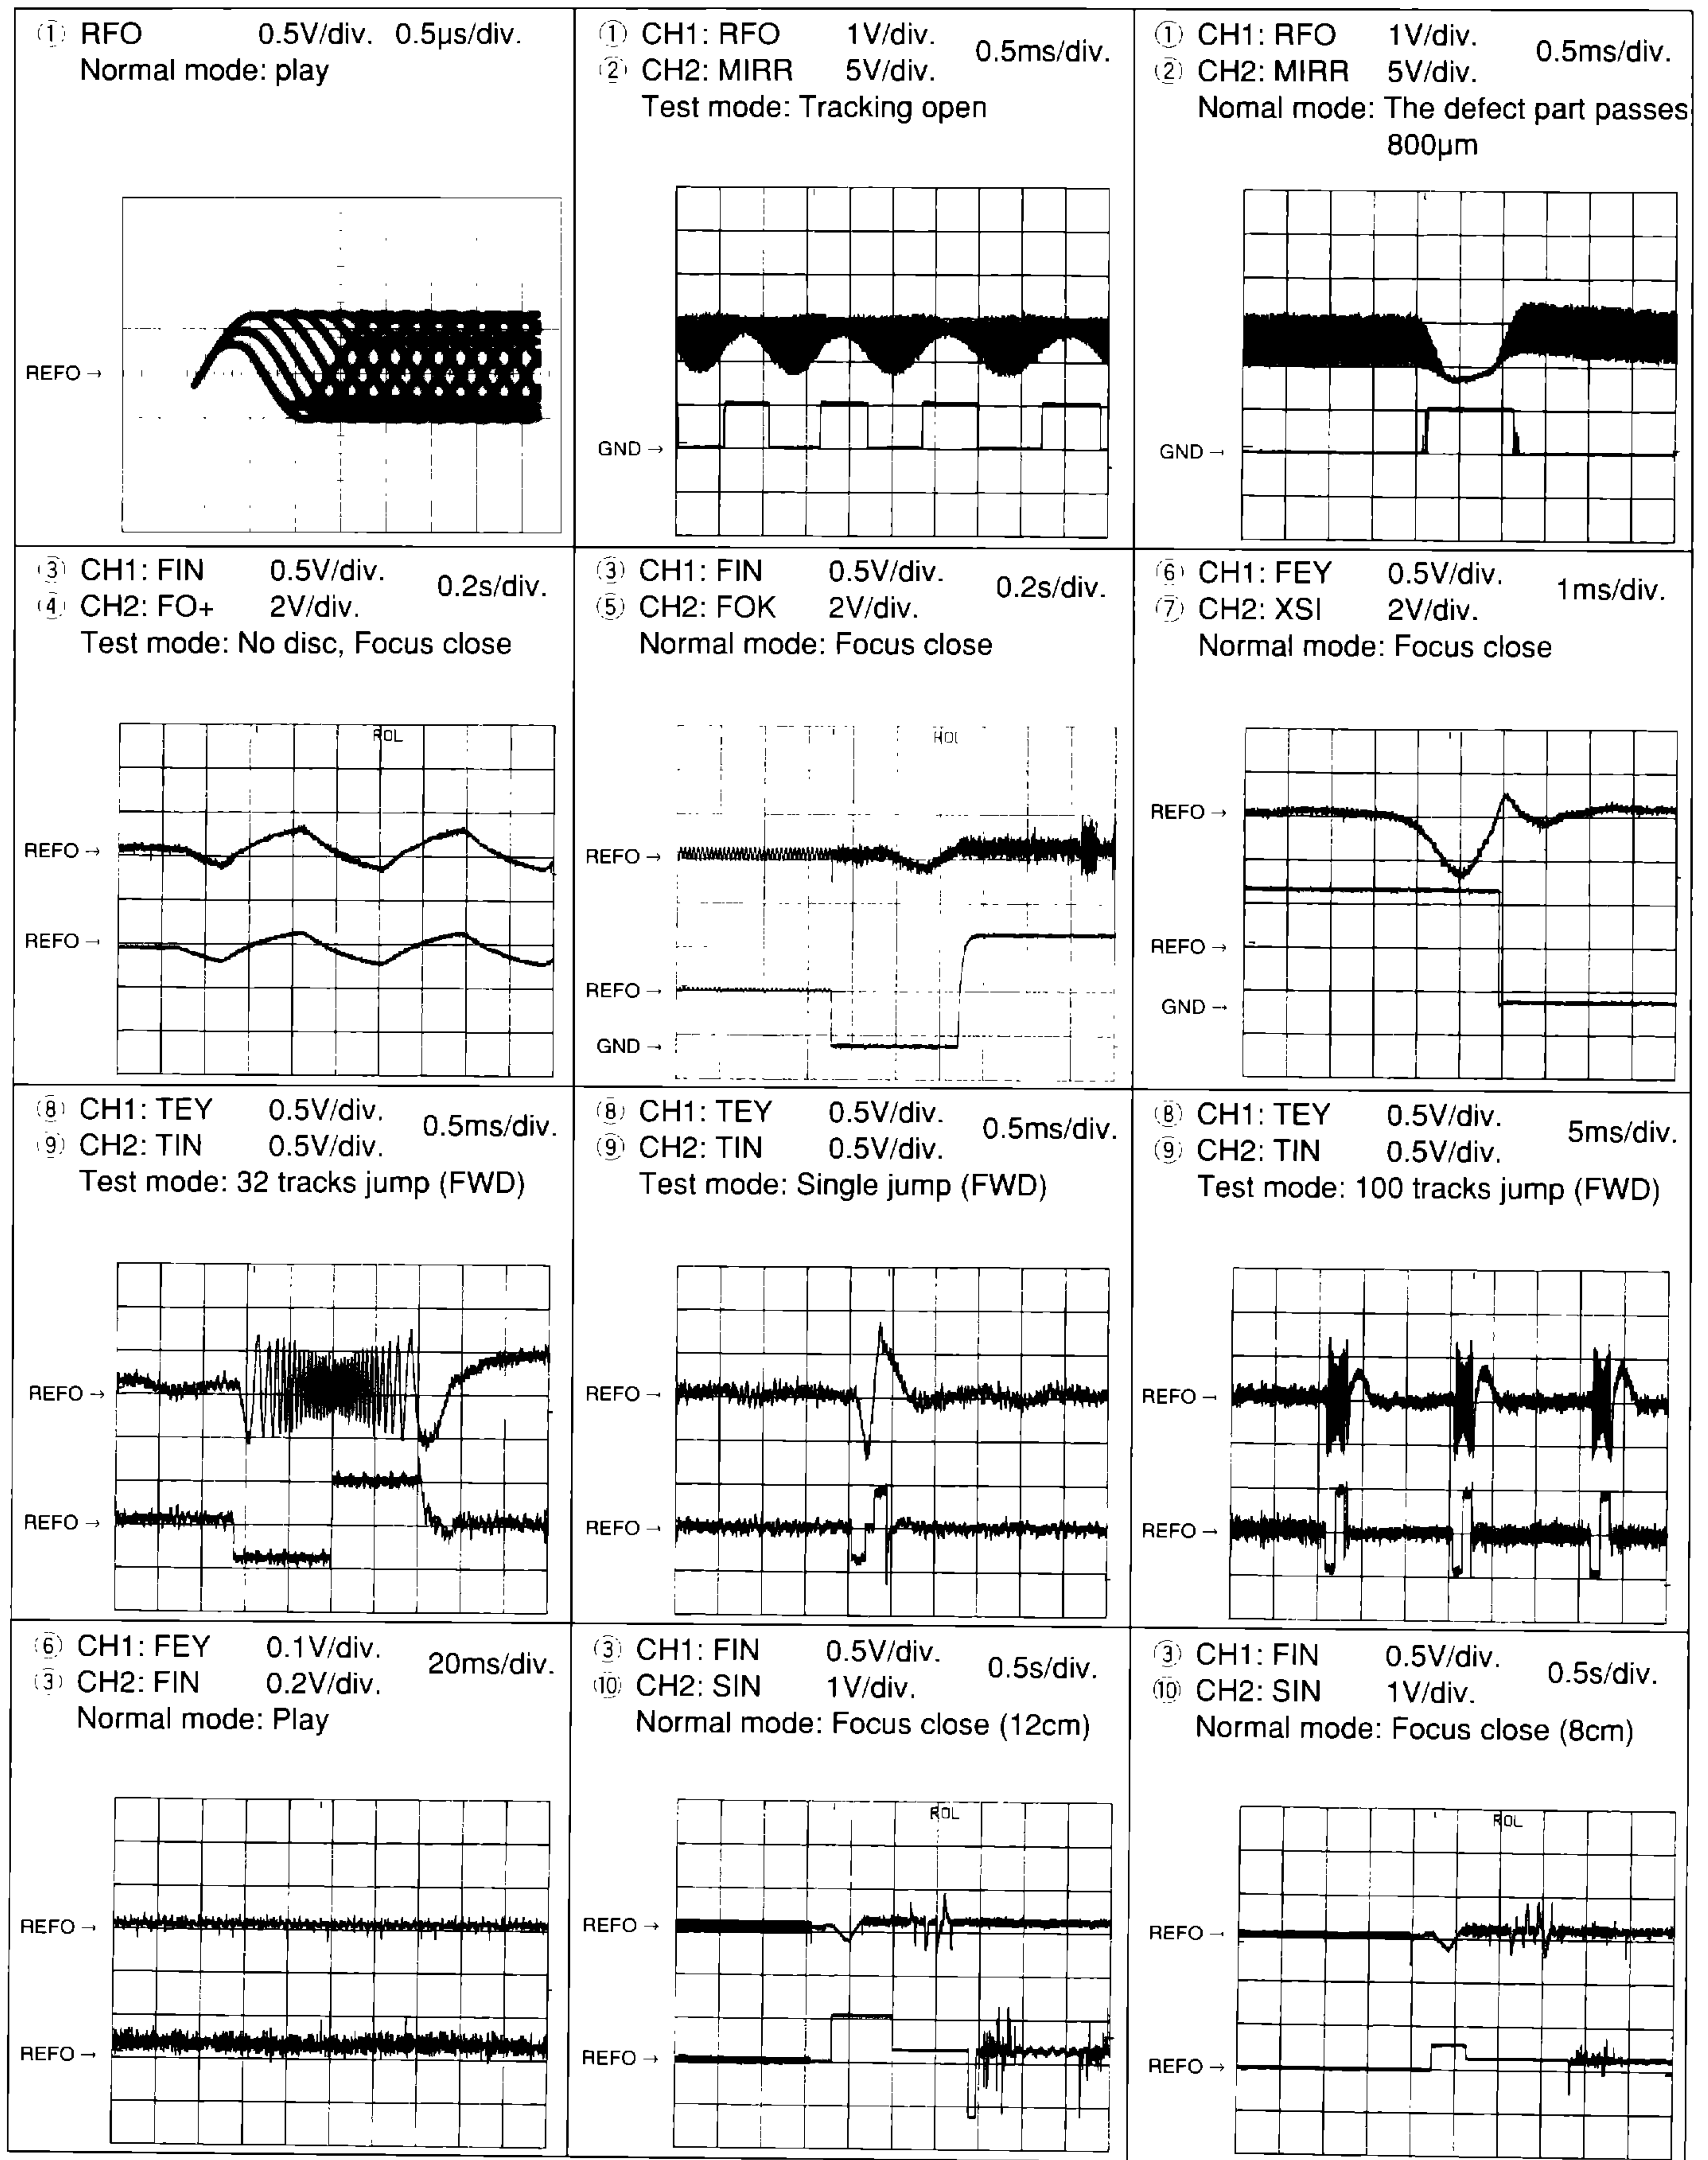 ① RFO 0.5V/div. 0.5µs/div.
Normal mode: play
REFO →
① CH1: RFO 1V/div. 0.5ms/div.
② CH2: MIRR 5V/div.
Test mode: Tracking open
GND →
① CH1: RFO 1V/div. 0.5ms/div.
② CH2: MIRR 5V/div.
Nomal mode: The defect part passes
800µm
GND →
③ CH1: FIN 0.5V/div. 0.2s/div.
④ CH2: FO+ 2V/div.
Test mode: No disc, Focus close
ROL
REFO →
REFO →
③ CH1: FIN 0.5V/div. 0.2s/div.
⑤ CH2: FOK 2V/div.
Normal mode: Focus close
ROL
REFO →
REFO →
GND →
⑥ CH1: FEY 0.5V/div. 1ms/div.
⑦ CH2: XSI 2V/div.
Normal mode: Focus close
REFO →
REFO →
GND →
⑧ CH1: TEY 0.5V/div. 0.5ms/div.
⑨ CH2: TIN 0.5V/div.
Test mode: 32 tracks jump (FWD)
REFO →
REFO →
⑧ CH1: TEY 0.5V/div. 0.5ms/div.
⑨ CH2: TIN 0.5V/div.
Test mode: Single jump (FWD)
REFO →
REFO →
⑧ CH1: TEY 0.5V/div. 5ms/div.
⑨ CH2: TIN 0.5V/div.
Test mode: 100 tracks jump (FWD)
REFO →
REFO →
⑥ CH1: FEY 0.1V/div. 20ms/div.
③ CH2: FIN 0.2V/div.
Normal mode: Play
REFO →
REFO →
③ CH1: FIN 0.5V/div. 0.5s/div.
⑩ CH2: SIN 1V/div.
Normal mode: Focus close (12cm)
ROL
REFO →
REFO →
③ CH1: FIN 0.5V/div. 0.5s/div.
⑩ CH2: SIN 1V/div.
Normal mode: Focus close (8cm)
ROL
REFO →
REFO →